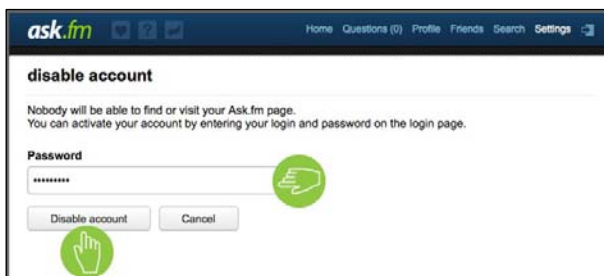 ask.fm Home Questions (0) Profile Friends Search Settings
disable account
Nobody will be able to find or visit your Ask.fm page.
You can activate your account by entering your login and password on the login page.
Password
•••••••••
Disable account Cancel